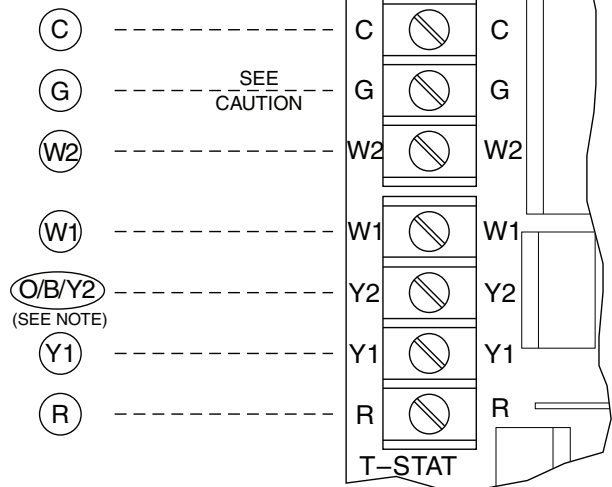 C C C
G SEE CAUTION G G
W2 W2 W2
W1 W1 W1
O/B/Y2 Y2 Y2
(SEE NOTE)
Y1 Y1 Y1
R R R
T–STAT